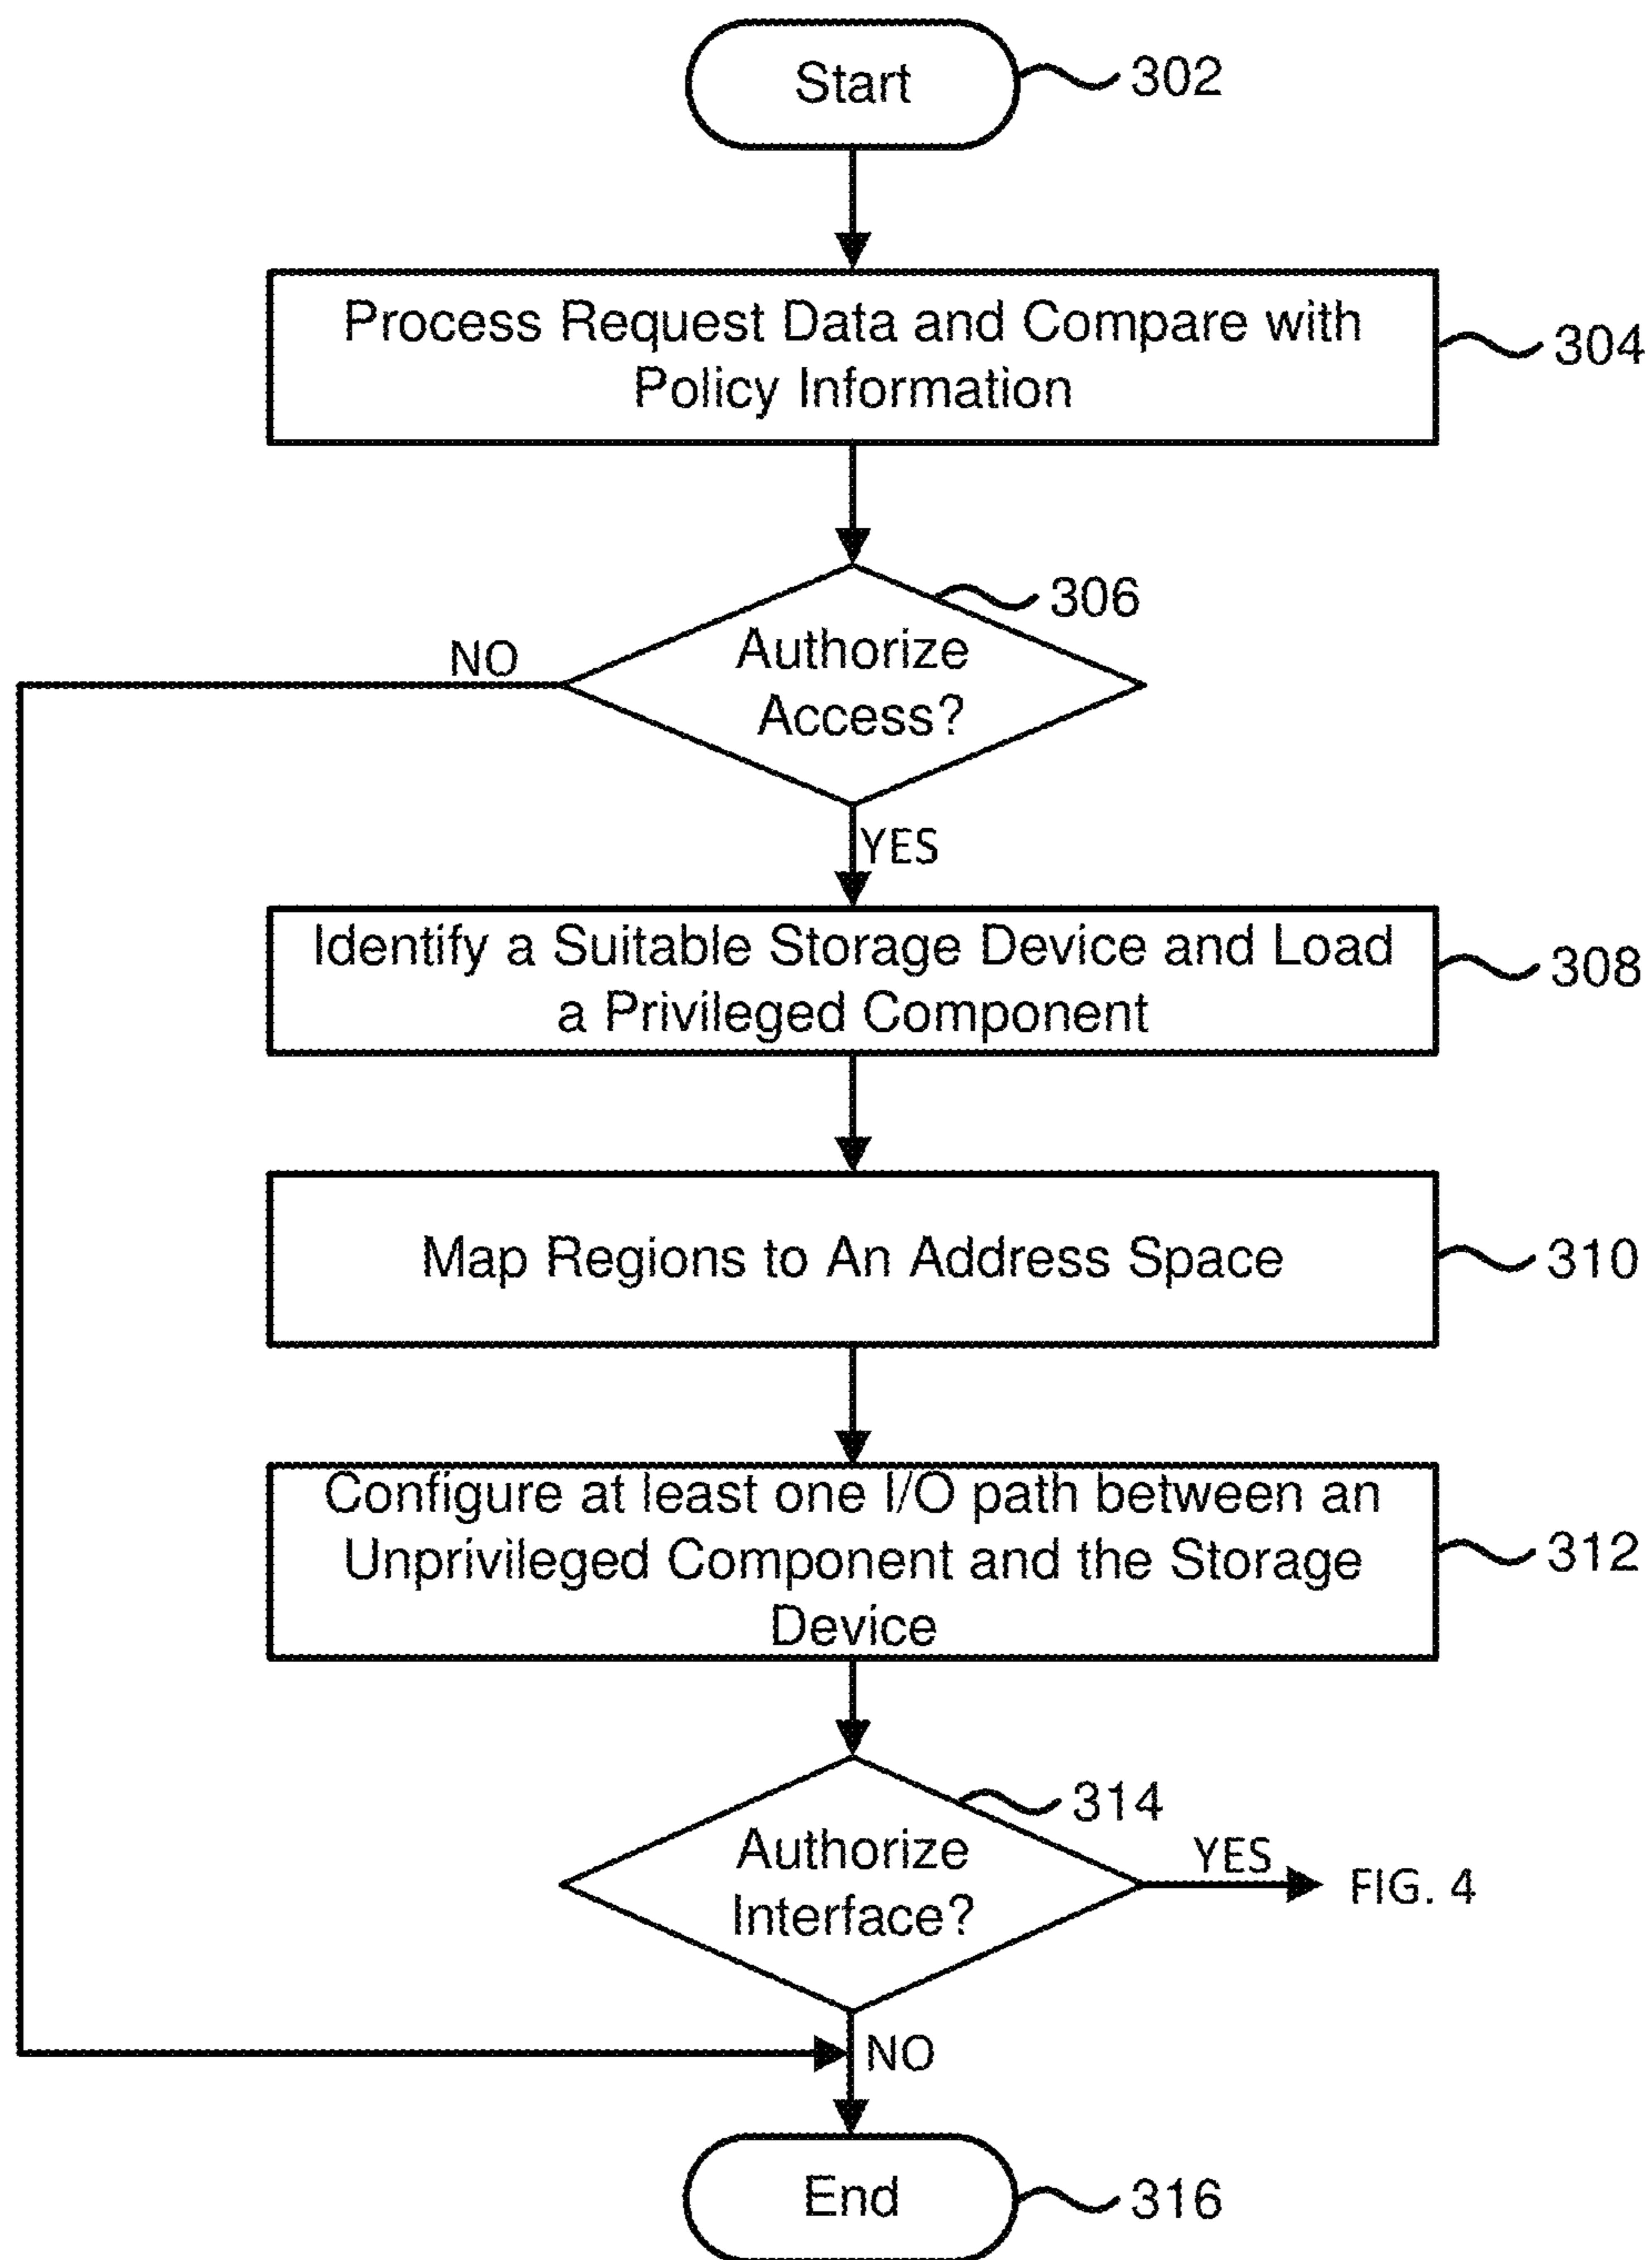 Start
302
Process Request Data and Compare with
Policy Information
304
306
Authorize
Access?
NO
YES
Identify a Suitable Storage Device and Load
a Privileged Component
308
Map Regions to An Address Space
310
Configure at least one I/O path between an
Unprivileged Component and the Storage
Device
312
314
Authorize
Interface?
YES
FIG. 4
NO
End
316